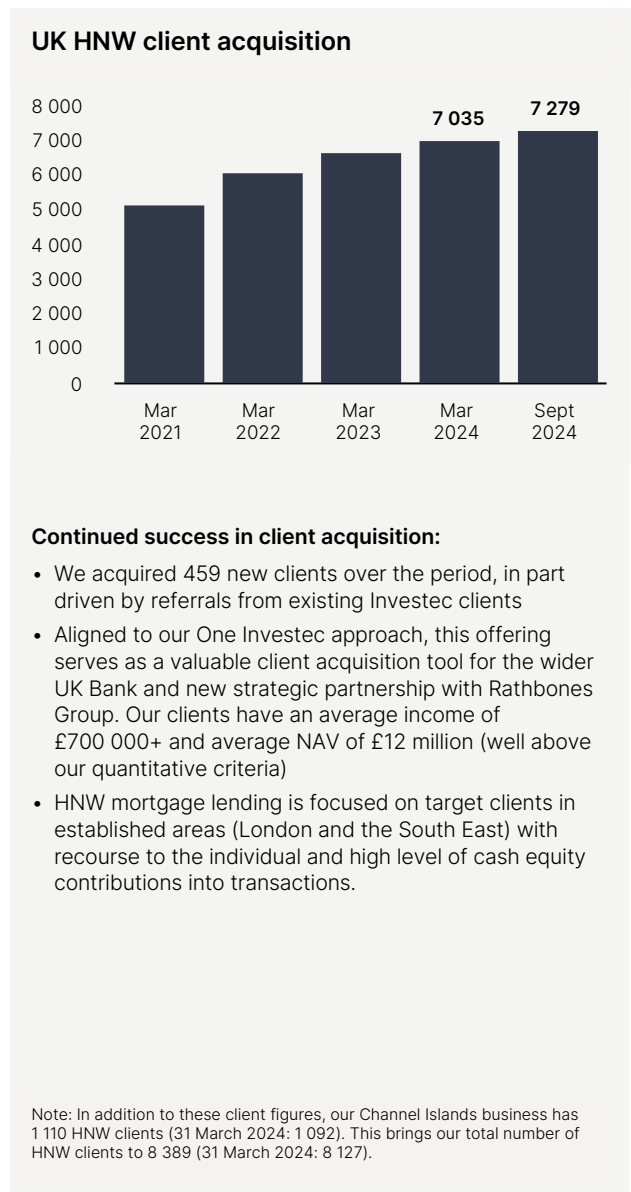 UK HNW client acquisition
8 000
7 000
6 000
5 000
4 000
3 000
2 000
1 000
0
7 035
7 279
Mar 2021
Mar 2022
Mar 2023
Mar 2024
Sept 2024
Continued success in client acquisition:
• We acquired 459 new clients over the period, in part
driven by referrals from existing Investec clients
• Aligned to our One Investec approach, this offering
serves as a valuable client acquisition tool for the wider
UK Bank and new strategic partnership with Rathbones
Group. Our clients have an average income of
£700 000+ and average NAV of £12 million (well above
our quantitative criteria)
• HNW mortgage lending is focused on target clients in
established areas (London and the South East) with
recourse to the individual and high level of cash equity
contributions into transactions.
Note: In addition to these client figures, our Channel Islands business has
1 110 HNW clients (31 March 2024: 1 092). This brings our total number of
HNW clients to 8 389 (31 March 2024: 8 127).